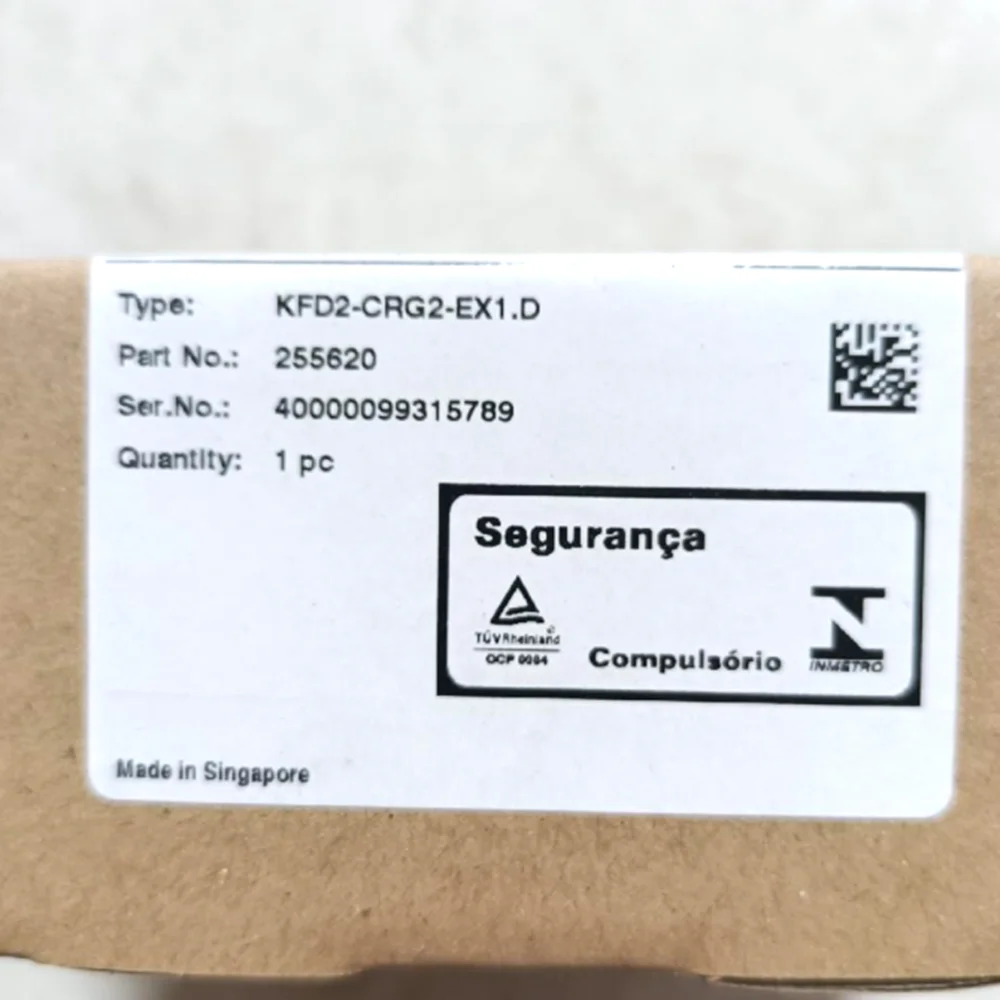 Type: KFD2-CRG2-EX1.D
Part No.: 255620
Ser.No.: 40000099315789
Quantity: 1 pc
Segurança
TÜVRheinland
OCP 0004
Compulsório
INMETRO
Made in Singapore